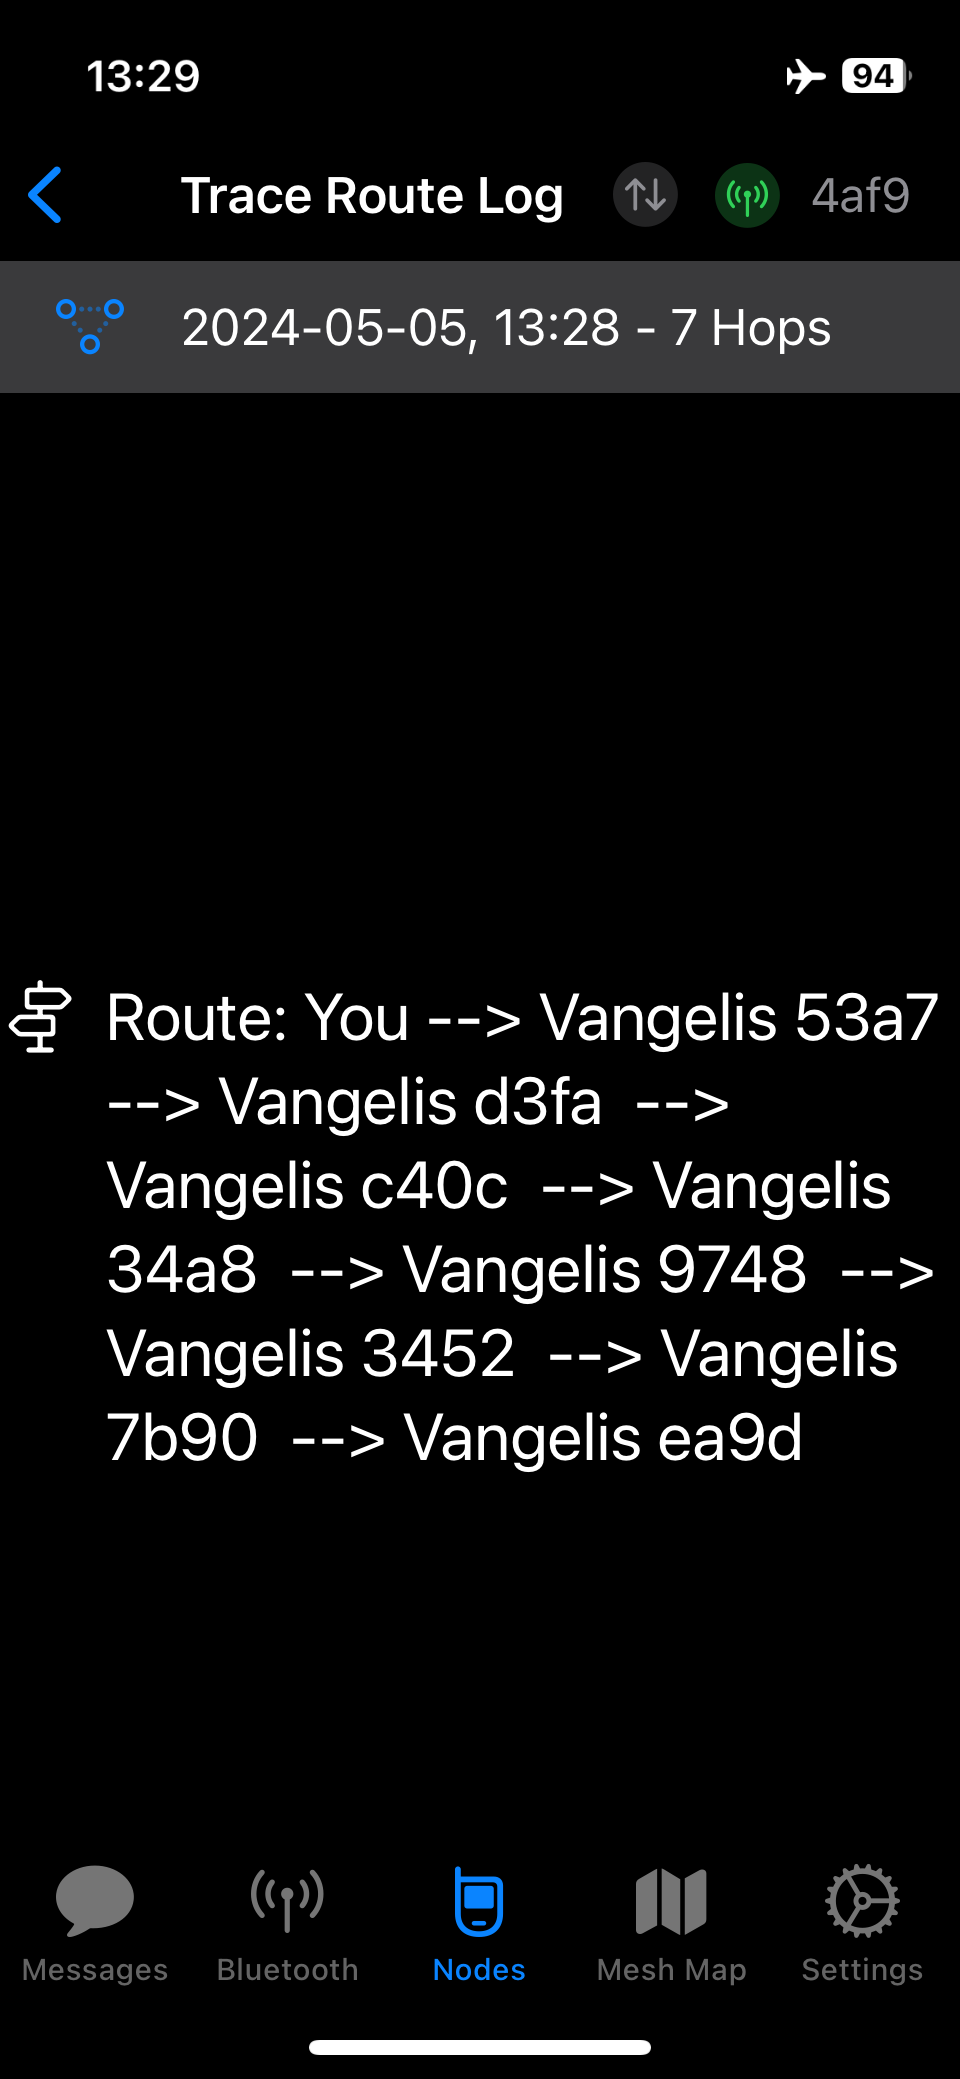 13:29
94
Trace Route Log
4af9
2024-05-05, 13:28 - 7 Hops
Route: You --> Vangelis 53a7
--> Vangelis d3fa  -->
Vangelis c40c  --> Vangelis
34a8  --> Vangelis 9748  -->
Vangelis 3452  --> Vangelis
7b90  --> Vangelis ea9d
Messages
Bluetooth
Nodes
Mesh Map
Settings